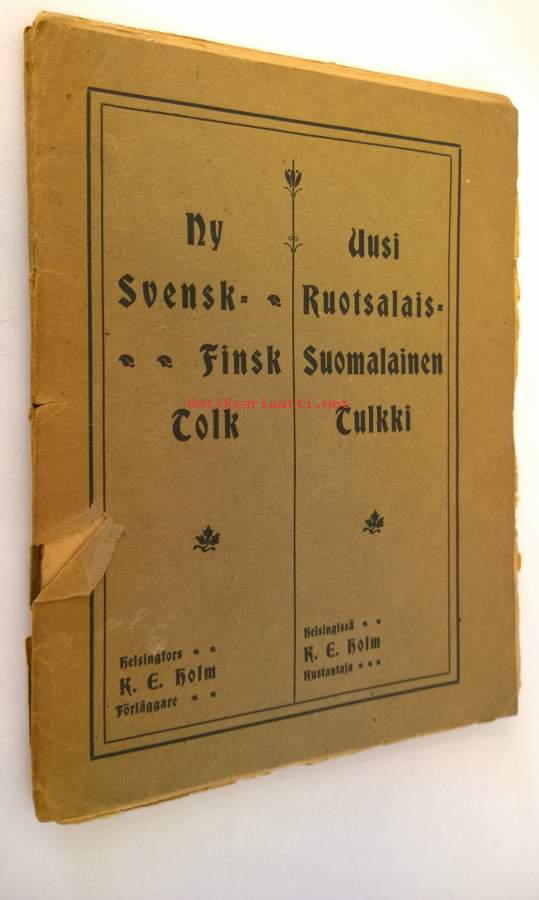 Ny
Svensk-
Finsk
Tolk
Helsingfors
K. E. Holm
Förläggare
Uusi
Ruotsalais-
Suomalainen
Tulkki
Helsingissä
K. E. Holm
Kustantaja
Antikvariaatti.net